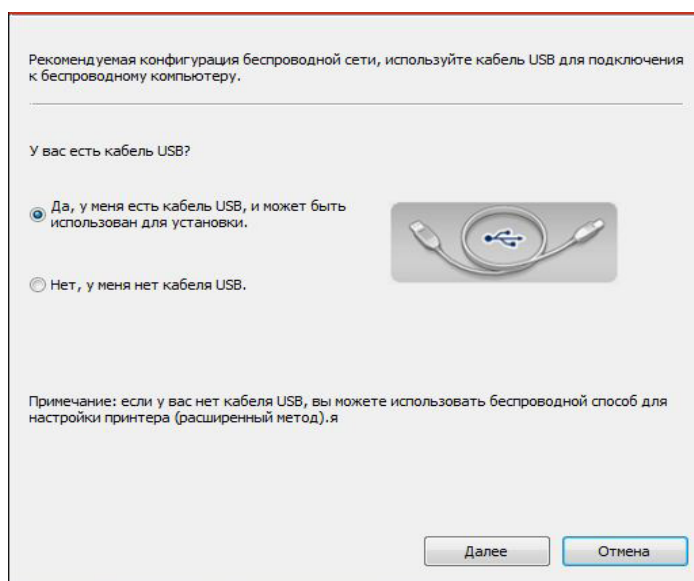 Рекомендуемая конфигурация беспроводной сети, используйте кабель USB для подключения
к беспроводному компьютеру.
У вас есть кабель USB?
Да, у меня есть кабель USB, и может быть
использован для установки.
Нет, у меня нет кабеля USB.
Примечание: если у вас нет кабеля USB, вы можете использовать беспроводной способ для
настройки принтера (расширенный метод).я
Далее
Отмена